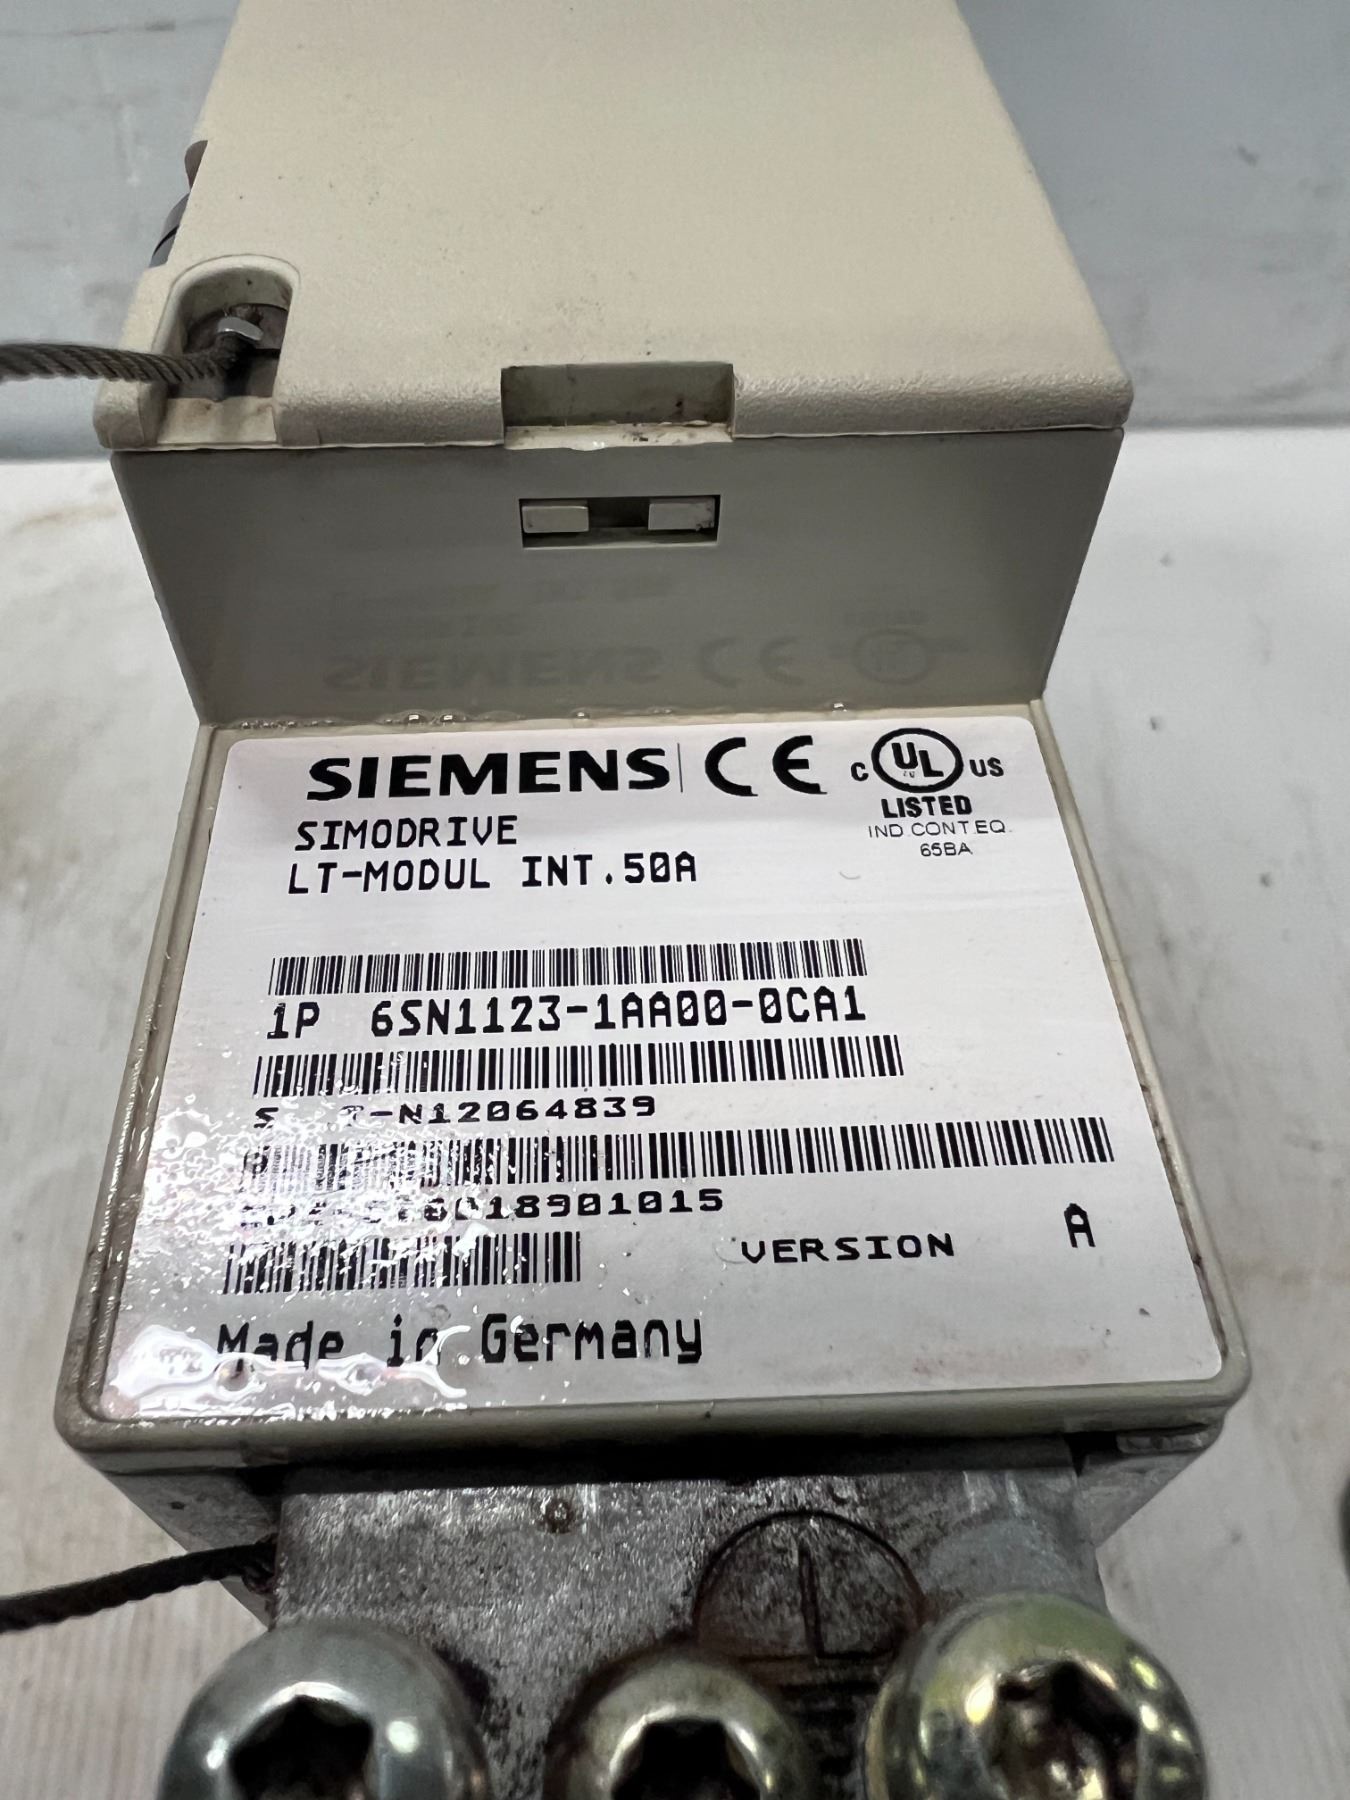 SIEMENS CE C UL US
LISTED
SIMODRIVE
IND.CONT.EQ.
65BA
LT-MODUL INT.50A
1P 6SN1123-1AA00-0CA1
S T-N12064839
VERSION A
Made in Germany